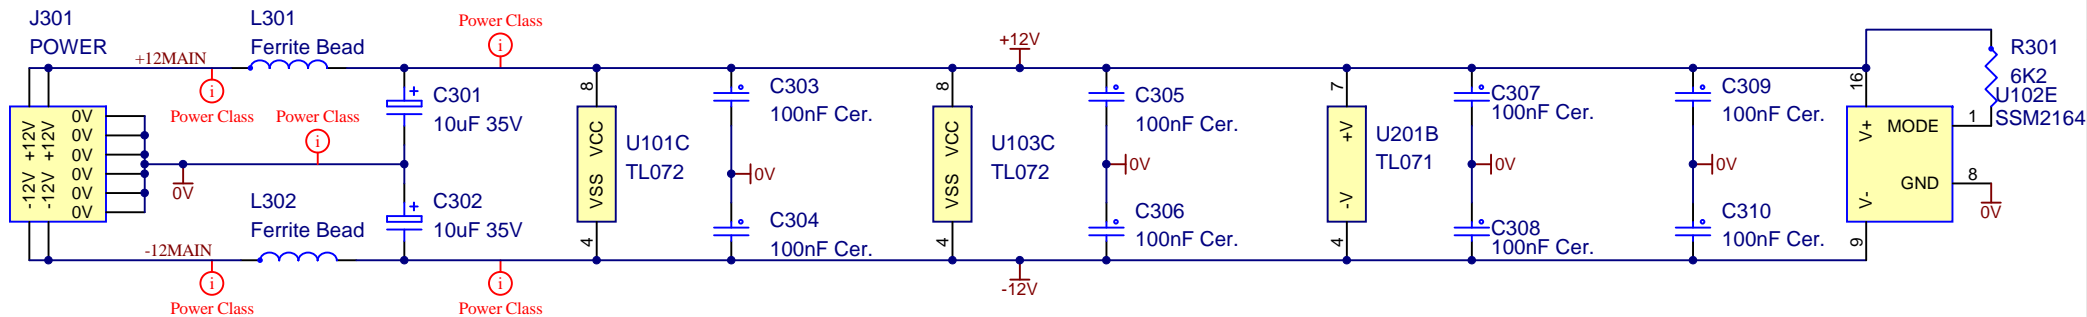 J301
POWER
+12MAIN
Power Class
0V
0V
0V
0V
0V
0V
+12V
+12V
-12V
-12V
-12MAIN
Power Class
0V
L301
Ferrite Bead
Power Class
L302
Ferrite Bead
Power Class
+
C301
10uF 35V
+
C302
10uF 35V
Power Class
8
VCC
VSS
4
U101C
TL072
C303
100nF Cer.
0V
C304
100nF Cer.
8
VCC
VSS
4
U103C
TL072
+12V
-12V
C305
100nF Cer.
0V
C306
100nF Cer.
7
+V
-V
4
U201B
TL071
C307
100nF Cer.
0V
C308
100nF Cer.
C309
100nF Cer.
0V
C310
100nF Cer.
16
V+
V-
9
MODE
1
GND
8
0V
R301
6K2
U102E
SSM2164
i
i
i
i
i